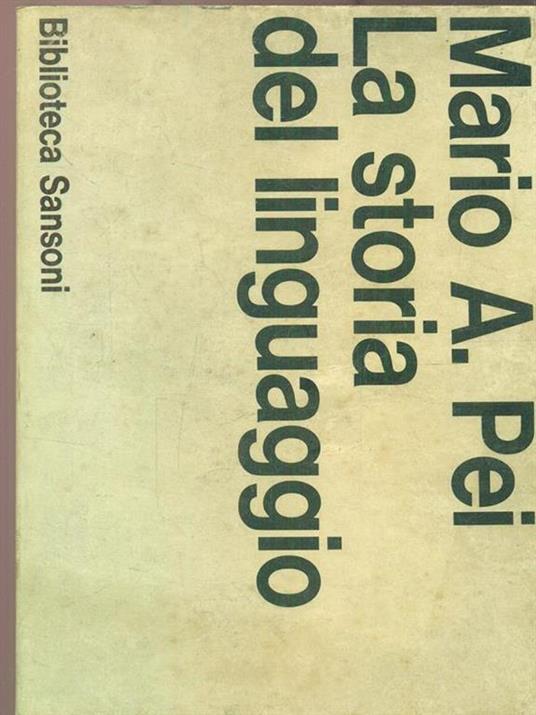 Mario A. Pei
La storia
del linguaggio
Biblioteca Sansoni